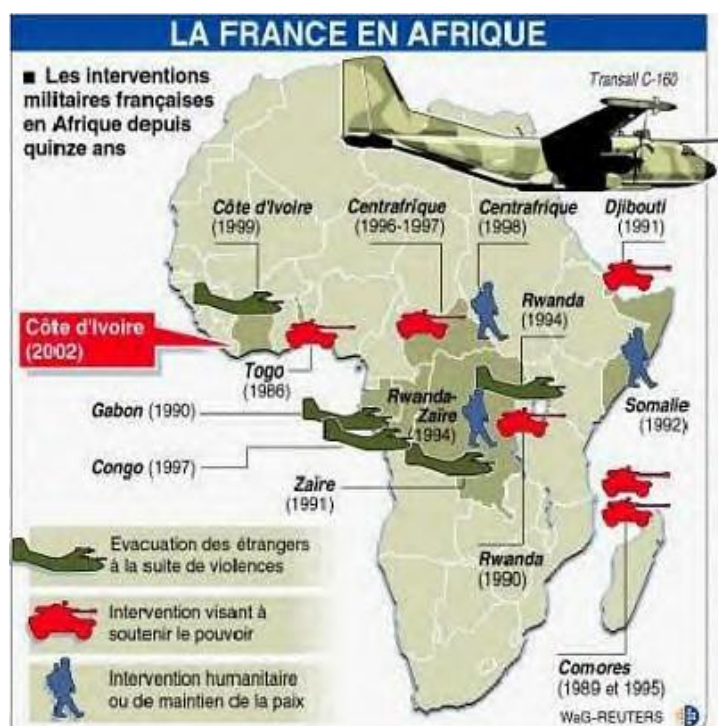 LA FRANCE EN AFRIQUE
■ Les interventions
militaires françaises
en Afrique depuis
quinze ans
Transall C-160
Côte d'Ivoire
(1999)
Centrafrique
(1996-1997)
Centrafrique
(1998)
Djibouti
(1991)
Rwanda
(1994)
Côte d'Ivoire
(2002)
Togo
(1986)
Rwanda-
Zaïre
(1994)
Gabon (1990)
Somalie
(1992)
Congo (1997)
Zaïre
(1991)
Rwanda
(1990)
Evacuation des étrangers
à la suite de violences
Intervention visant à
soutenir le pouvoir
Intervention humanitaire
ou de maintien de la paix
Comores
(1989 et 1995)
WaG-REUTERS